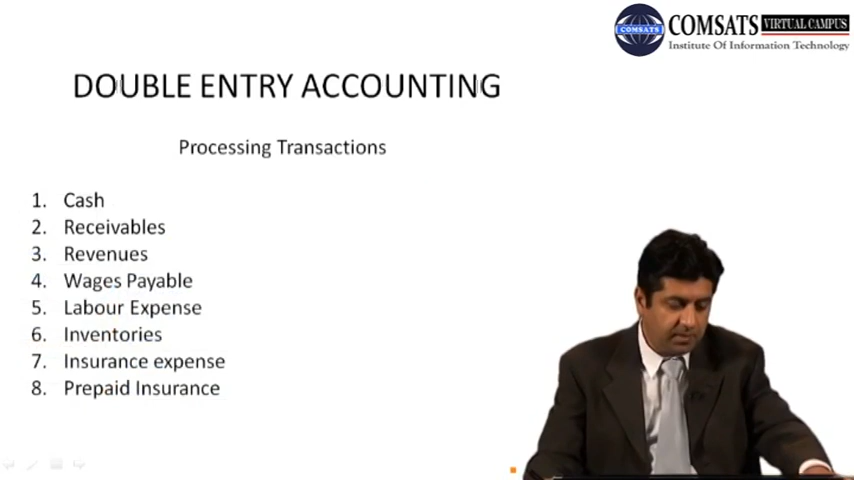 COMSATS
COMSATS VIRTUAL CAMPUS
Institute Of Information Technology
DOUBLE ENTRY ACCOUNTING
Processing Transactions
1. Cash
2. Receivables
3. Revenues
4. Wages Payable
5. Labour Expense
6. Inventories
7. Insurance expense
8. Prepaid Insurance